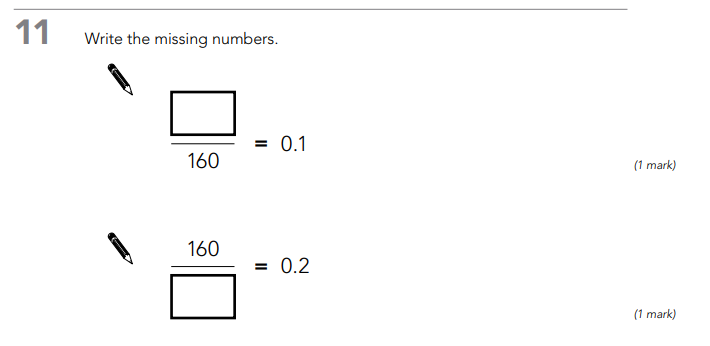 11 Write the missing numbers.
160 = 0.1
(1 mark)
160 = 0.2
(1 mark)